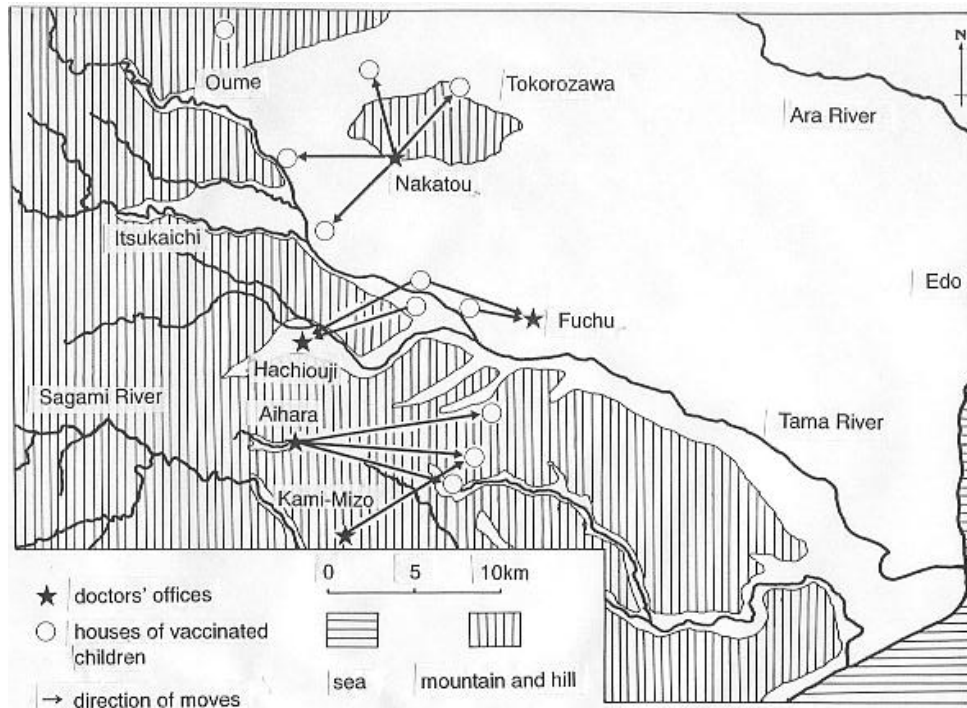 N
Oume
Tokorozawa
Ara River
Nakatou
Itsukaichi
Edo
Fuchu
Hachiouji
Sagami River
Aihara
Tama River
Kami-Mizo
0 5 10km
doctors' offices
houses of vaccinated
children
direction of moves
sea
mountain and hill